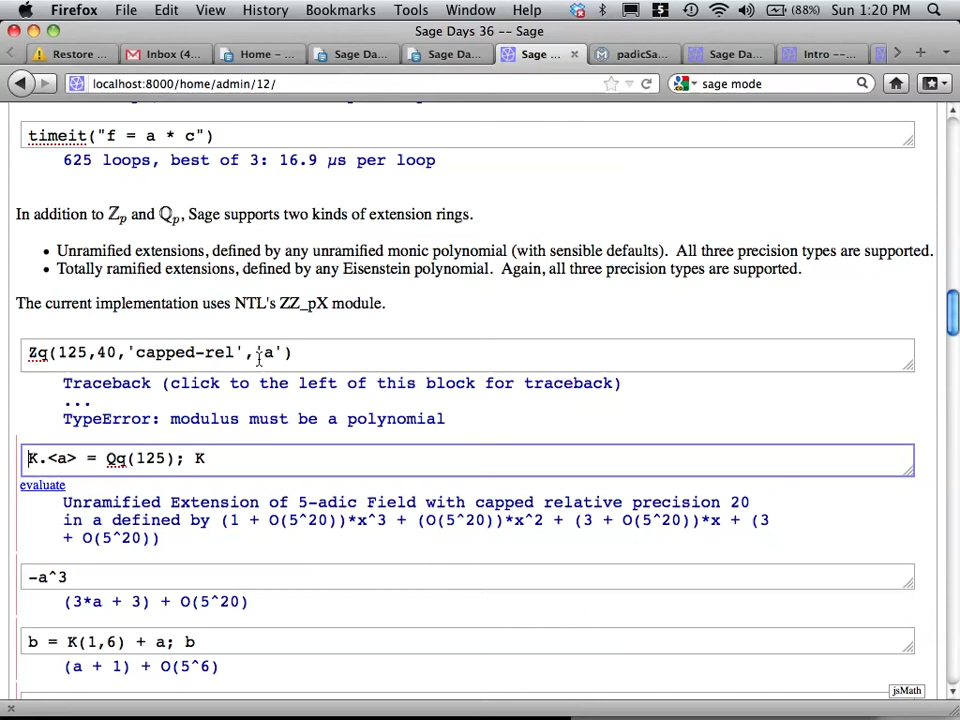 Firefox File Edit View History Bookmarks Tools Window Help (88%) Sun 1:20 PM
Sage Days 36 -- Sage
Restore ... Inbox (4... Home – ... Sage Da... Sage Da... Sage ... padicSa... Sage Da... Intro --...
localhost:8000/home/admin/12/ sage mode
timeit("f = a * c")
625 loops, best of 3: 16.9 µs per loop
In addition to ℤp and ℚp, Sage supports two kinds of extension rings.
• Unramified extensions, defined by any unramified monic polynomial (with sensible defaults). All three precision types are supported.
• Totally ramified extensions, defined by any Eisenstein polynomial. Again, all three precision types are supported.
The current implementation uses NTL's ZZ_pX module.
Zq(125,40,'capped-rel','a')
Traceback (click to the left of this block for traceback)
...
TypeError: modulus must be a polynomial
K.<a> = Qq(125); K
evaluate
Unramified Extension of 5-adic Field with capped relative precision 20
in a defined by (1 + O(5^20))*x^3 + (O(5^20))*x^2 + (3 + O(5^20))*x + (3
+ O(5^20))
-a^3
(3*a + 3) + O(5^20)
b = K(1,6) + a; b
(a + 1) + O(5^6)
jsMath